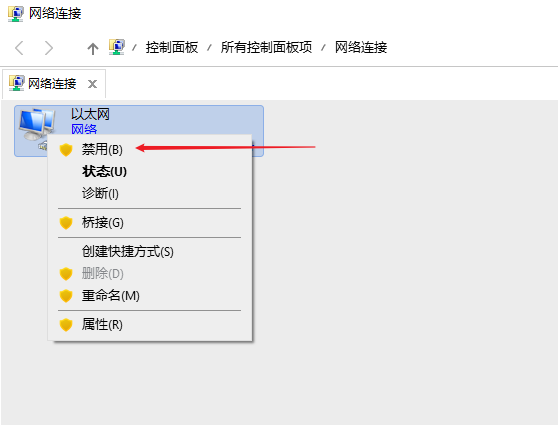 网络连接
控制面板 / 所有控制面板项 / 网络连接
网络连接
以太网
网络
禁用(B)
状态(U)
诊断(I)
桥接(G)
创建快捷方式(S)
删除(D)
重命名(M)
属性(R)